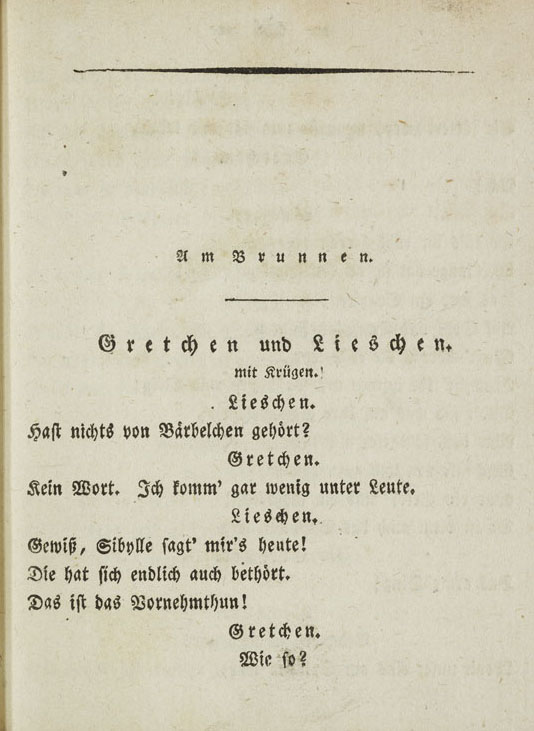 Am Brunnen.
Gretchen und Lieschen.
mit Krügen.
Lieschen.
Hast nichts von Bärbelchen gehört?
Gretchen.
Kein Wort. Ich komm' gar wenig unter Leute.
Lieschen.
Gewiß, Sibylle sagt' mir's heute!
Die hat sich endlich auch bethört.
Das ist das Vornehmthun!
Gretchen.
Wie so?